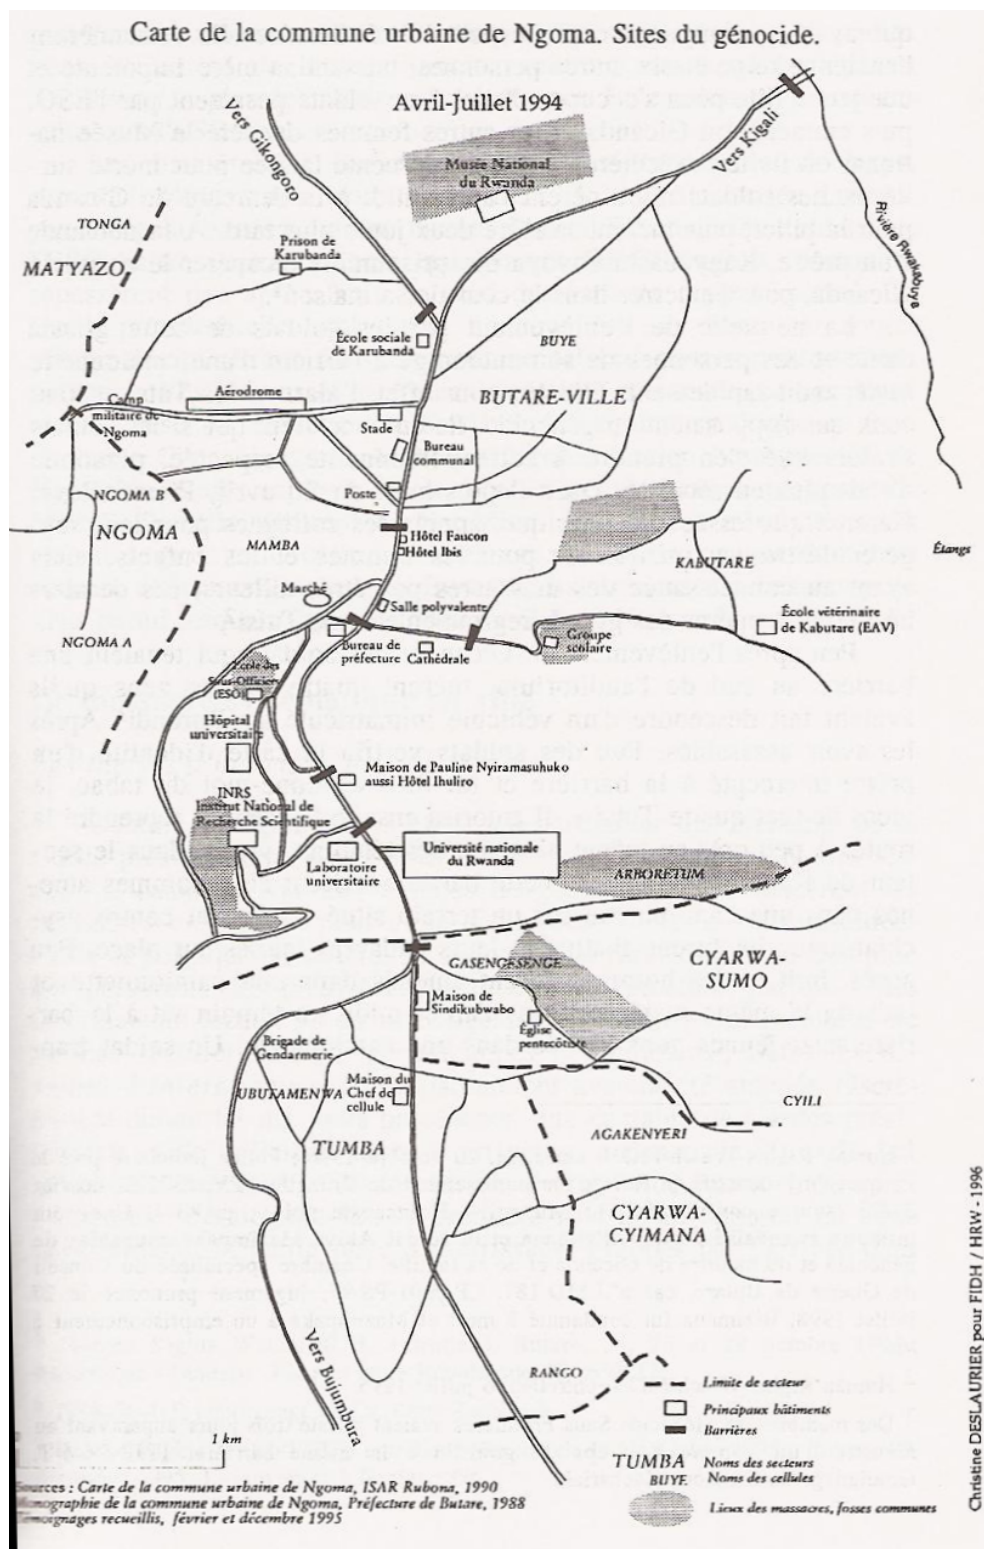 Carte de la commune urbaine de Ngoma. Sites du génocide.
Avril-Juillet 1994
Vers Gikongoro
Musée National
du Rwanda
Vers Kigali
Rivière Rwakabuye
TONGA
MATYAZO
Prison de
Karubanda
École sociale
de Karubanda
BUYE
BUTARE-VILLE
Aérodrome
Camp
militaire de
Ngoma
Stade
Bureau
communal
NGOMA B
Poste
NGOMA
MAMBA
Hôtel Faucon
Hôtel Ibis
KABUTARE
Étangs
Marché
Salle polyvalente
École vétérinaire
de Kabutare (EAV)
NGOMA A
Bureau de
préfecture
Cathédrale
Groupe
scolaire
École des
Sous-Officiers
(ESO)
Hôpital
universitaire
Maison de Pauline Nyiramasuhuko
aussi Hôtel Ihuliro
INRS
Institut National de
Recherche Scientifique
Université nationale
du Rwanda
Laboratoire
universitaire
ARBORETUM
GASENGESENGE
CYARWA-
SUMO
Maison de
Sindikubwabo
Église
pentecôtiste
Brigade de
Gendarmerie
UBUTAMENWA
Maison du
Chef de
cellule
CYILI
TUMBA
AGAKENYERI
CYARWA-
CYIMANA
Vers Bujumbura
RANGO
Limite de secteur
Principaux bâtiments
Barrières
TUMBA Noms des secteurs
BUYE Noms des cellules
Lieux des massacres, fosses communes
1 km
Sources : Carte de la commune urbaine de Ngoma, ISAR Rubona, 1990
Monographie de la commune urbaine de Ngoma, Préfecture de Butare, 1988
Témoignages recueillis, février et décembre 1995
Christine DESLAURIER pour FIDH / HRW - 1996